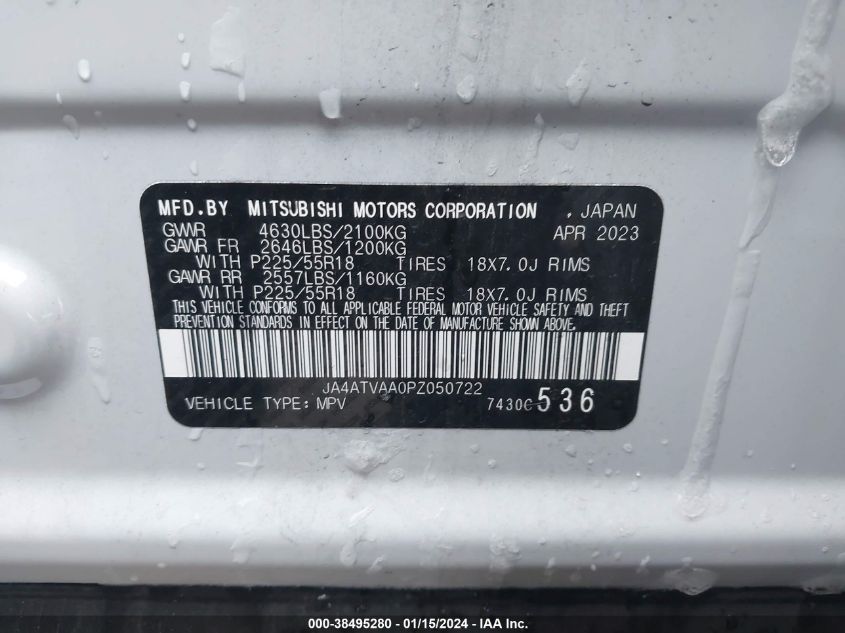 MFD.BY MITSUBISHI MOTORS CORPORATION , JAPAN
GVWR 4630LBS/2100KG APR 2023
GAWR FR 2646LBS/1200KG
WITH P225/55R18 TIRES 18X7.0J RIMS
GAWR RR 2557LBS/1160KG
WITH P225/55R18 TIRES 18X7.0J RIMS
THIS VEHICLE CONFORMS TO ALL APPLICABLE FEDERAL MOTOR VEHICLE SAFETY AND THEFT
PREVENTION STANDARDS IN EFFECT ON THE DATE OF MANUFACTURE SHOWN ABOVE.
JA4ATVAA0PZ050722
VEHICLE TYPE: MPV 7430C536
000-38495280 - 01/15/2024 - IAA Inc.